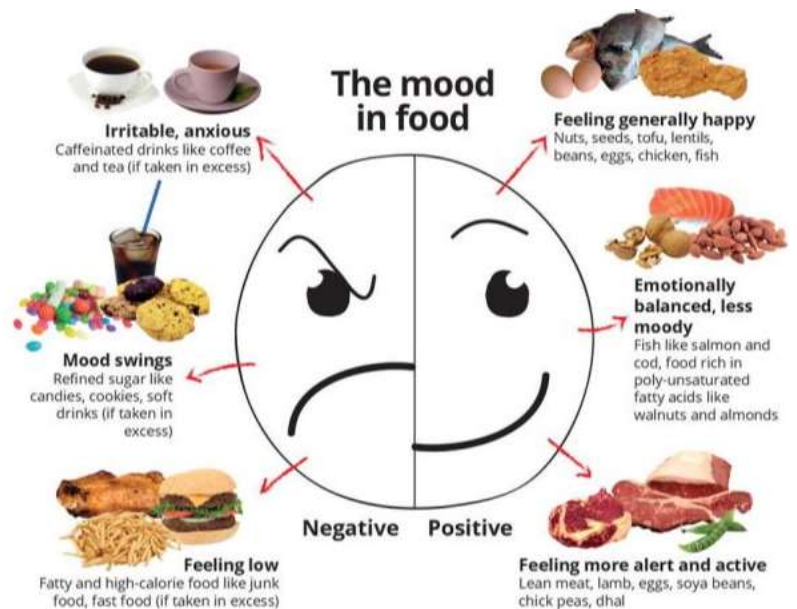 The mood
in food
Irritable, anxious
Caffeinated drinks like coffee
and tea (if taken in excess)
Mood swings
Refined sugar like
candies, cookies, soft
drinks (if taken in
excess)
Feeling low
Fatty and high-calorie food like junk
food, fast food (if taken in excess)
Negative
Positive
Feeling generally happy
Nuts, seeds, tofu, lentils,
beans, eggs, chicken, fish
Emotionally
balanced, less
moody
Fish like salmon and
cod, food rich in
poly-unsaturated
fatty acids like
walnuts and almonds
Feeling more alert and active
Lean meat, lamb, eggs, soya beans,
chick peas, dhal